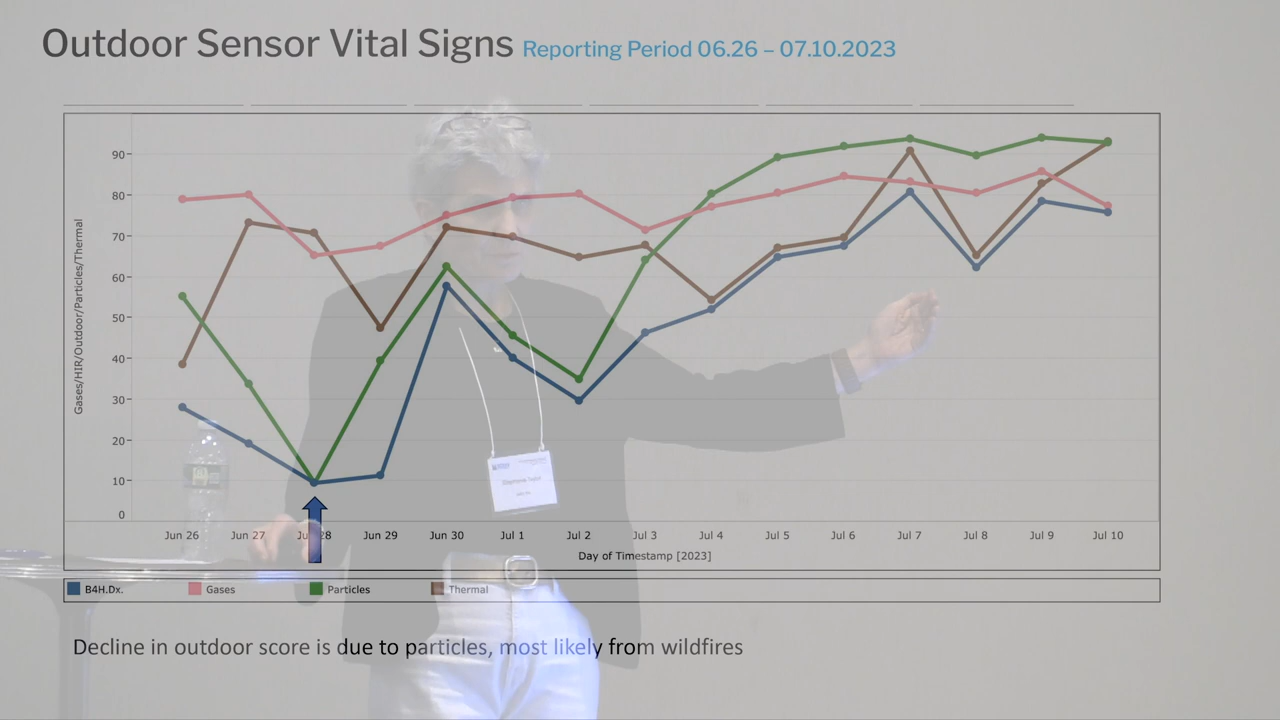 Outdoor Sensor Vital Signs Reporting Period 06.26 – 07.10.2023
Gases/HIR/Outdoor/Particles/Thermal
90
80
70
60
50
40
30
20
10
0
Jun 26 Jun 27 Jun 28 Jun 29 Jun 30 Jul 1 Jul 2 Jul 3 Jul 4 Jul 5 Jul 6 Jul 7 Jul 8 Jul 9 Jul 10
Day of Timestamp [2023]
B4H.Dx. Gases Particles Thermal
Decline in outdoor score is due to particles, most likely from wildfires